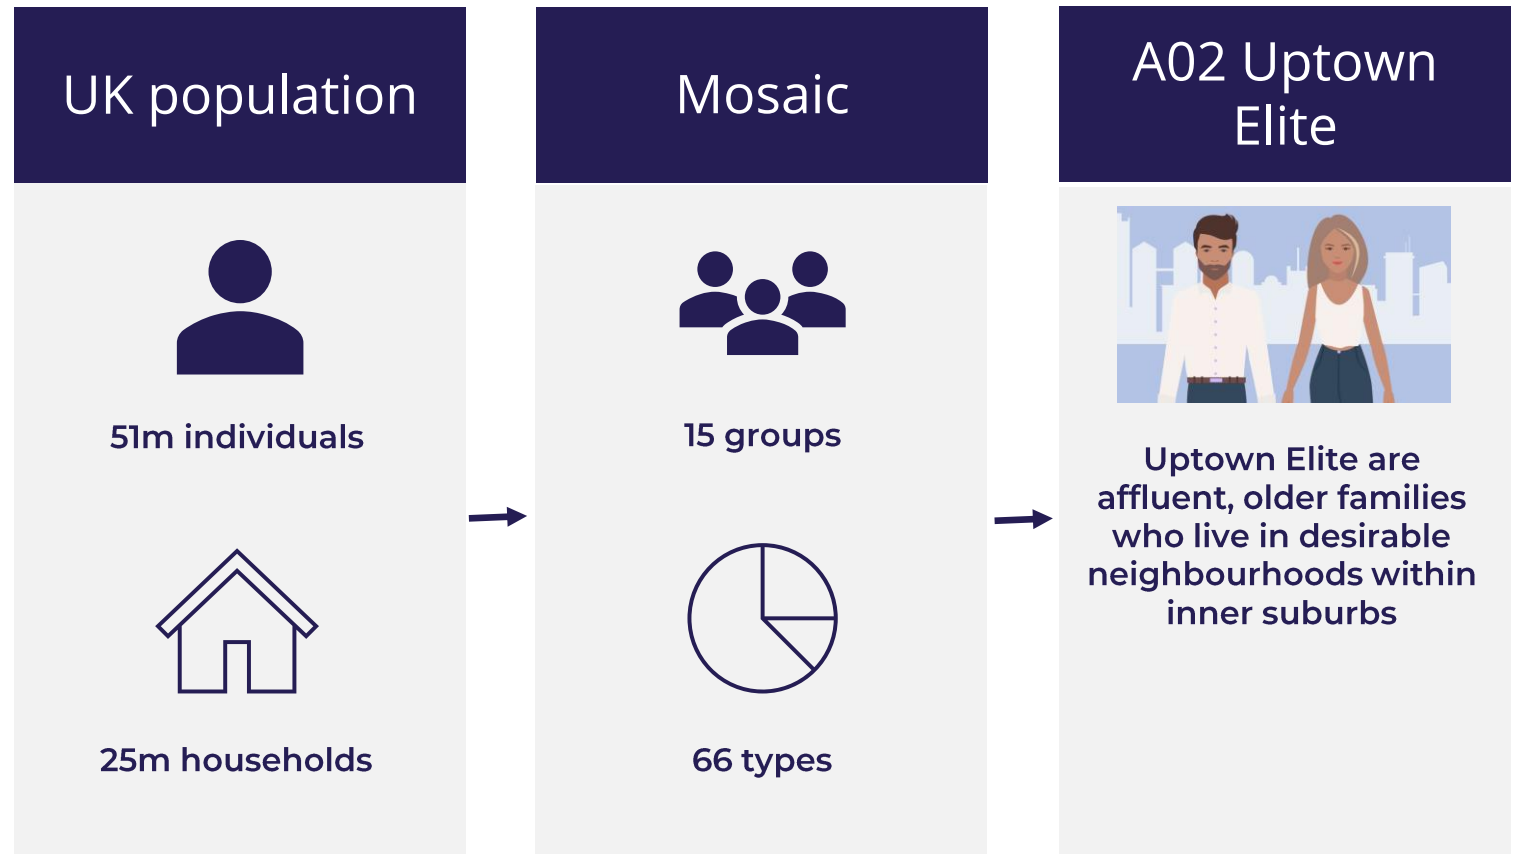 UK population
51m individuals
25m households
Mosaic
15 groups
66 types
A02 Uptown
Elite
Uptown Elite are
affluent, older families
who live in desirable
neighbourhoods within
inner suburbs